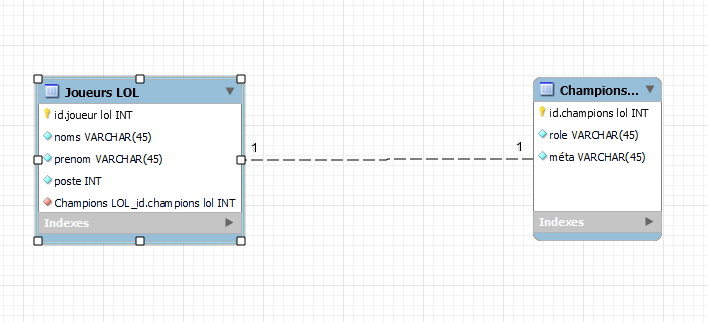 Joueurs LOL
id.joueur lol INT
noms VARCHAR(45)
prenom VARCHAR(45)
poste INT
Champions LOL_id.champions lol INT
Indexes
1
1
Champions...
id.champions lol INT
role VARCHAR(45)
méta VARCHAR(45)
Indexes